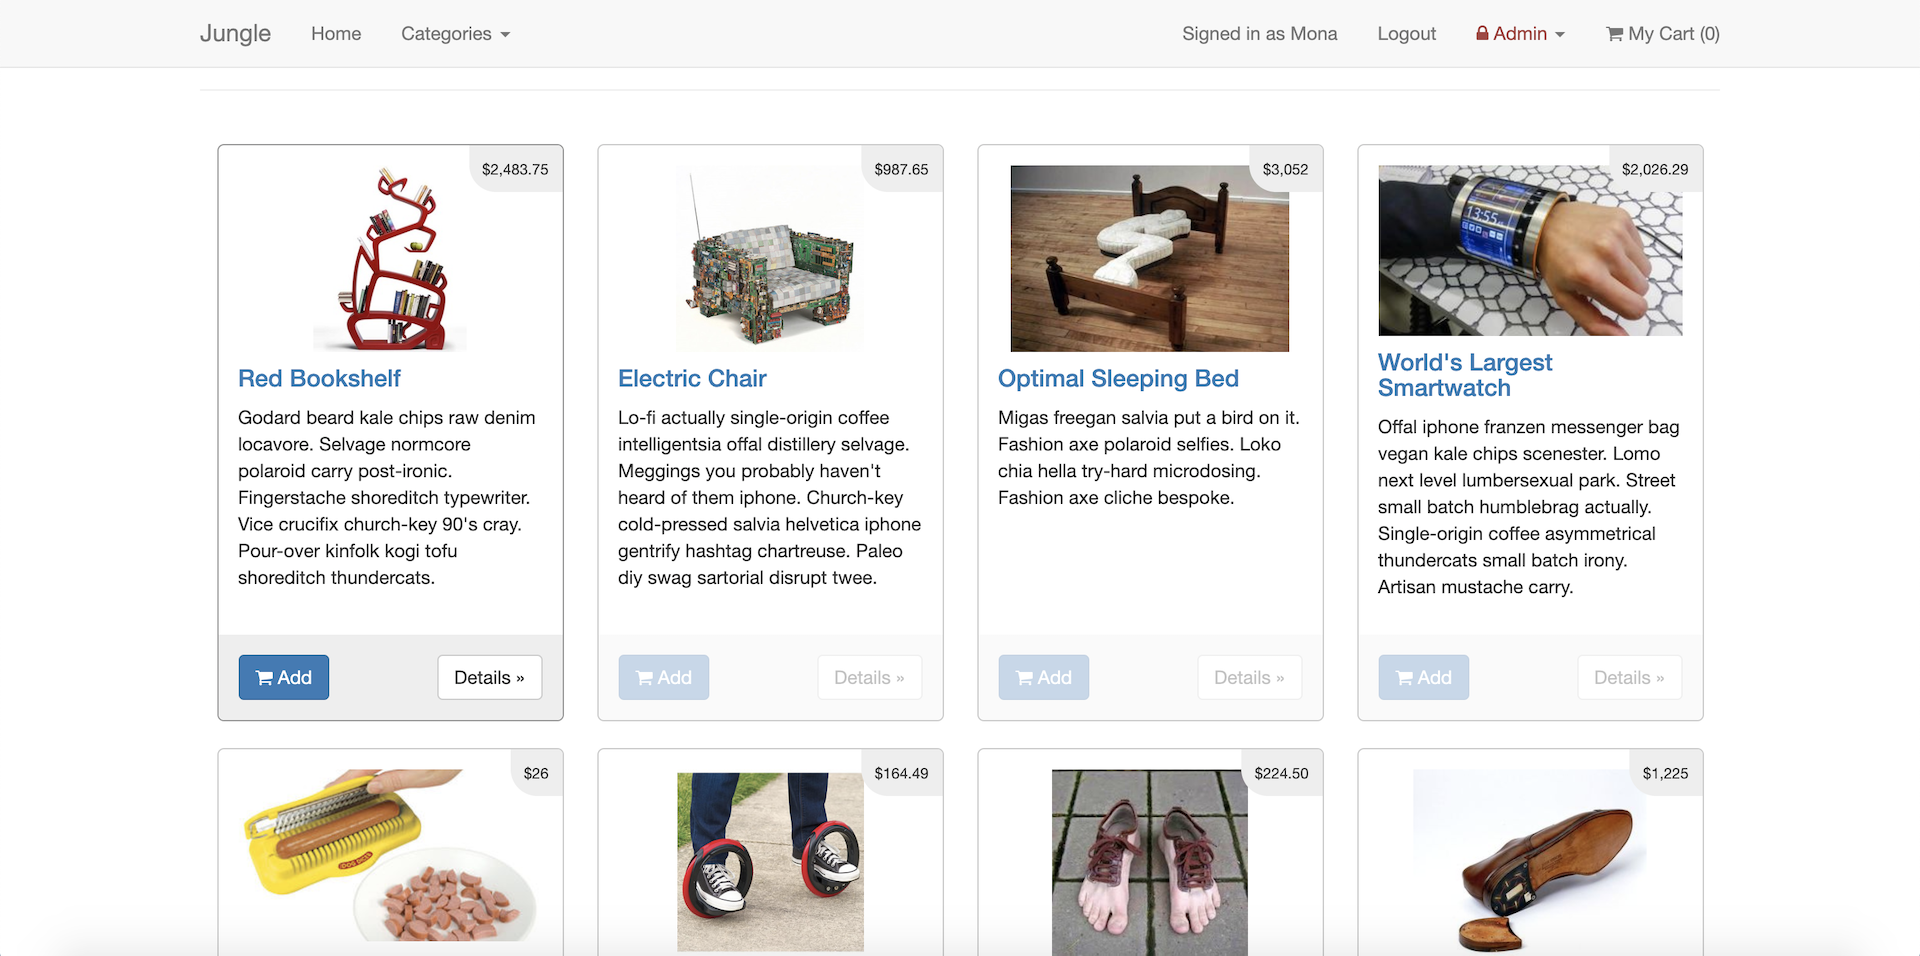 Jungle Home Categories Signed in as Mona Logout Admin My Cart (0)
$2,483.75
Red Bookshelf
Godard beard kale chips raw denim
locavore. Selvage normcore
polaroid carry post-ironic.
Fingerstache shoreditch typewriter.
Vice crucifix church-key 90's cray.
Pour-over kinfolk kogi tofu
shoreditch thundercats.
Add Details »
$987.65
Electric Chair
Lo-fi actually single-origin coffee
intelligentsia offal distillery selvage.
Meggings you probably haven't
heard of them iphone. Church-key
cold-pressed salvia helvetica iphone
gentrify hashtag chartreuse. Paleo
diy swag sartorial disrupt twee.
Add Details »
$3,052
Optimal Sleeping Bed
Migas freegan salvia put a bird on it.
Fashion axe polaroid selfies. Loko
chia hella try-hard microdosing.
Fashion axe cliche bespoke.
Add Details »
$2,026.29
13:55
World's Largest
Smartwatch
Offal iphone franzen messenger bag
vegan kale chips scenester. Lomo
next level lumbersexual park. Street
small batch humblebrag actually.
Single-origin coffee asymmetrical
thundercats small batch irony.
Artisan mustache carry.
Add Details »
$26
$164.49
$224.50
$1,225